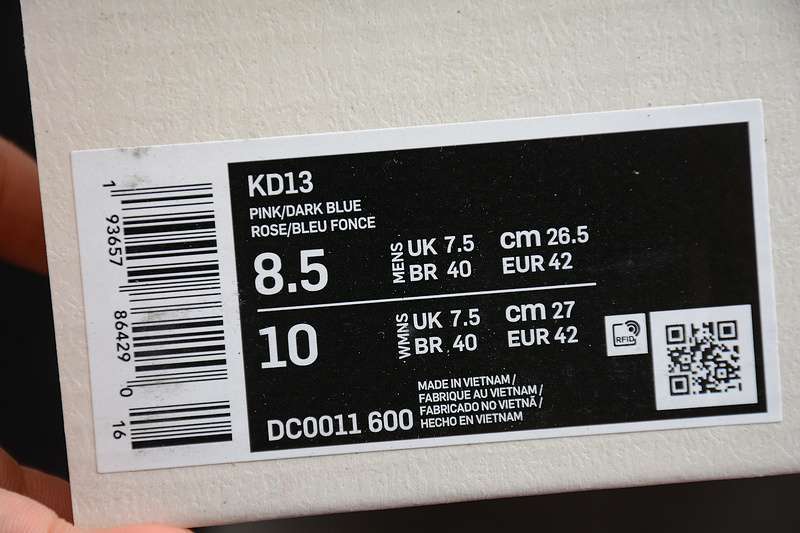 KD13
PINK/DARK BLUE
ROSE/BLEU FONCE
8.5 MENS UK 7.5 cm 26.5
BR 40 EUR 42
10 WMNS UK 7.5 cm 27
BR 40 EUR 42
RFID
MADE IN VIETNAM /
FABRIQUE AU VIETNAM /
FABRICADO NO VIETNÃ /
HECHO EN VIETNAM
DC0011 600
1 93657 86429 0 16